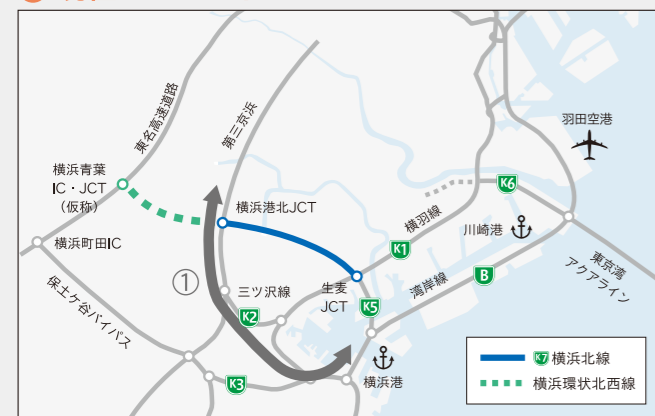 東名高速道路
第三京浜
羽田空港
横浜青葉
IC・JCT
(仮称)
K6
横浜港北JCT
横羽線
川崎港
横浜町田IC
K1
東京湾
アクアライン
湾岸線
B
①
三ツ沢線
生麦
JCT
K5
保土ケ谷バイパス
K2
K7 横浜北線
K3
横浜港
横浜環状北西線